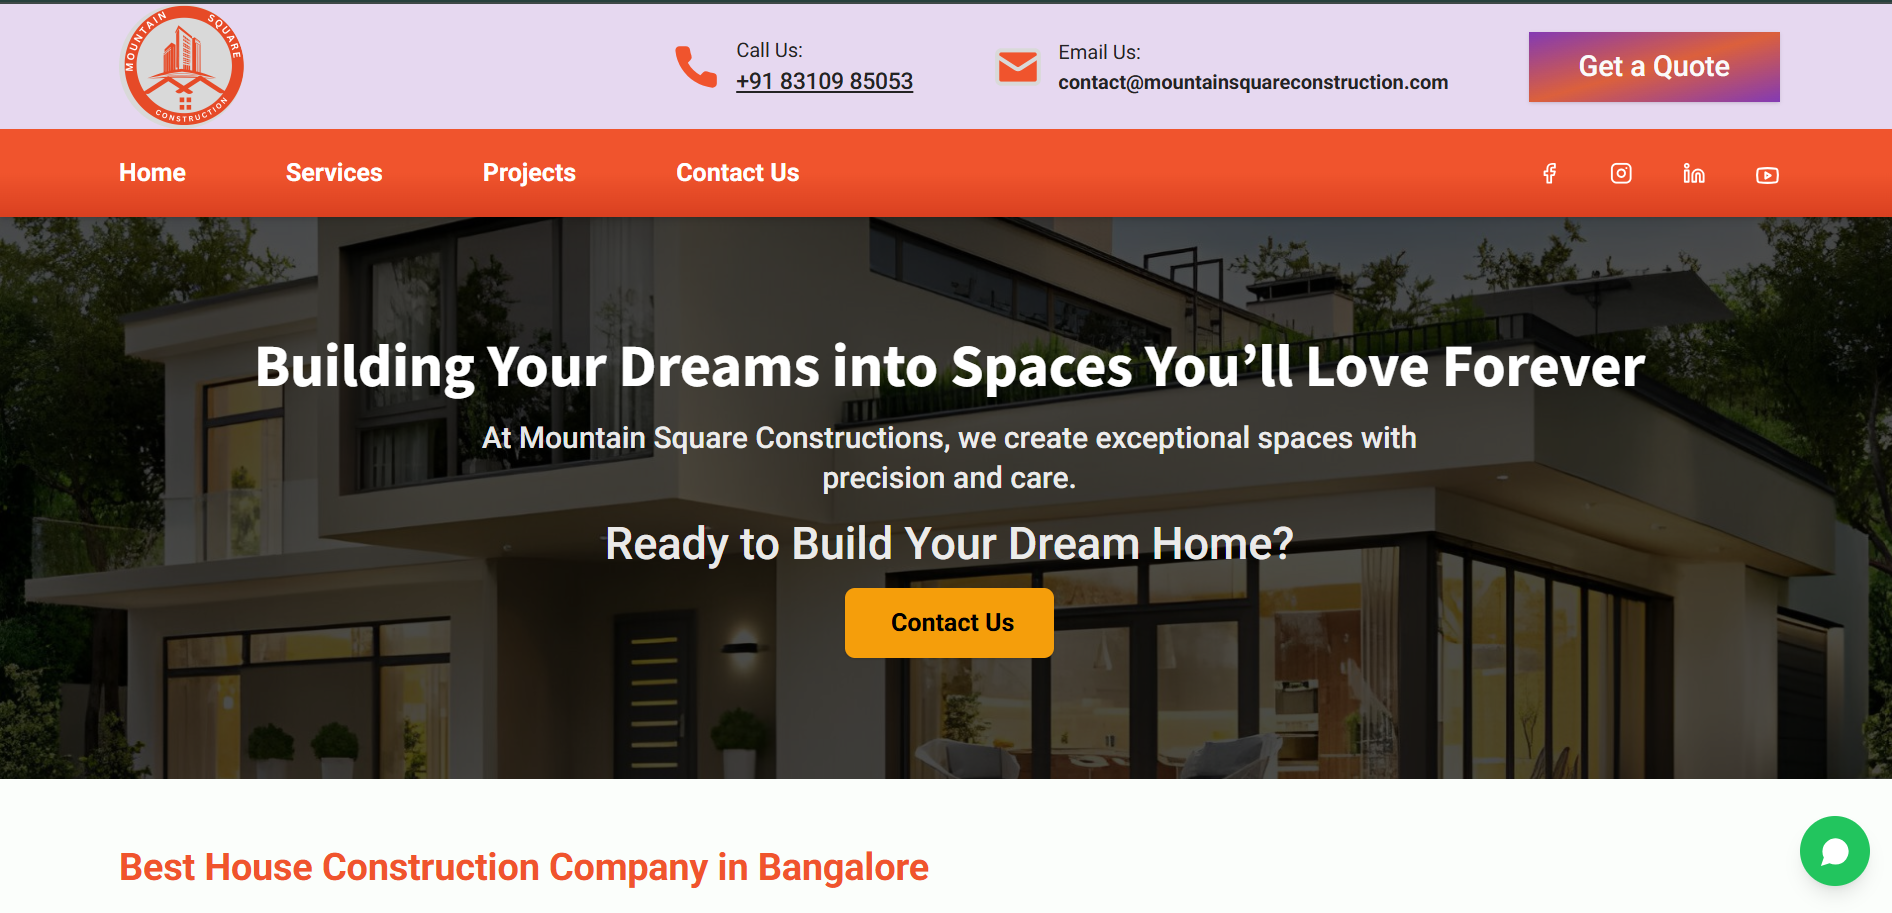 MOUNTAIN SQUARE
CONSTRUCTION
Call Us:
+91 83109 85053
Email Us:
contact@mountainsquareconstruction.com
Get a Quote
Home Services Projects Contact Us
Building Your Dreams into Spaces You’ll Love Forever
At Mountain Square Constructions, we create exceptional spaces with
precision and care.
Ready to Build Your Dream Home?
Contact Us
Best House Construction Company in Bangalore